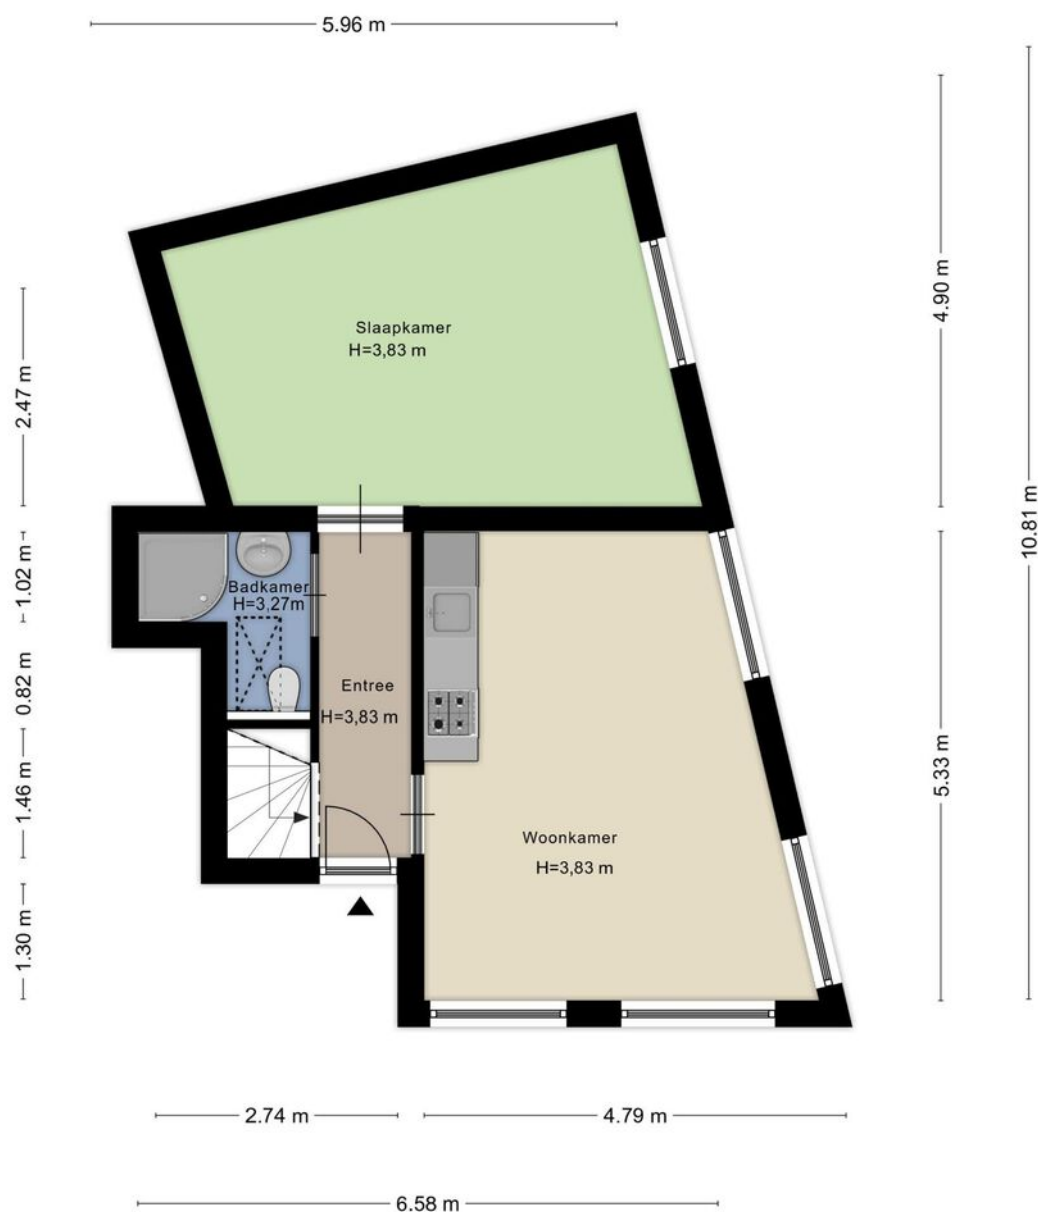 5.96 m
4.90 m
10.81 m
2.47 m
Slaapkamer
H=3,83 m
1.02 m
Badkamer
H=3,27m
0.82 m
Entree
H=3,83 m
1.46 m
5.33 m
Woonkamer
H=3,83 m
1.30 m
2.74 m
4.79 m
6.58 m